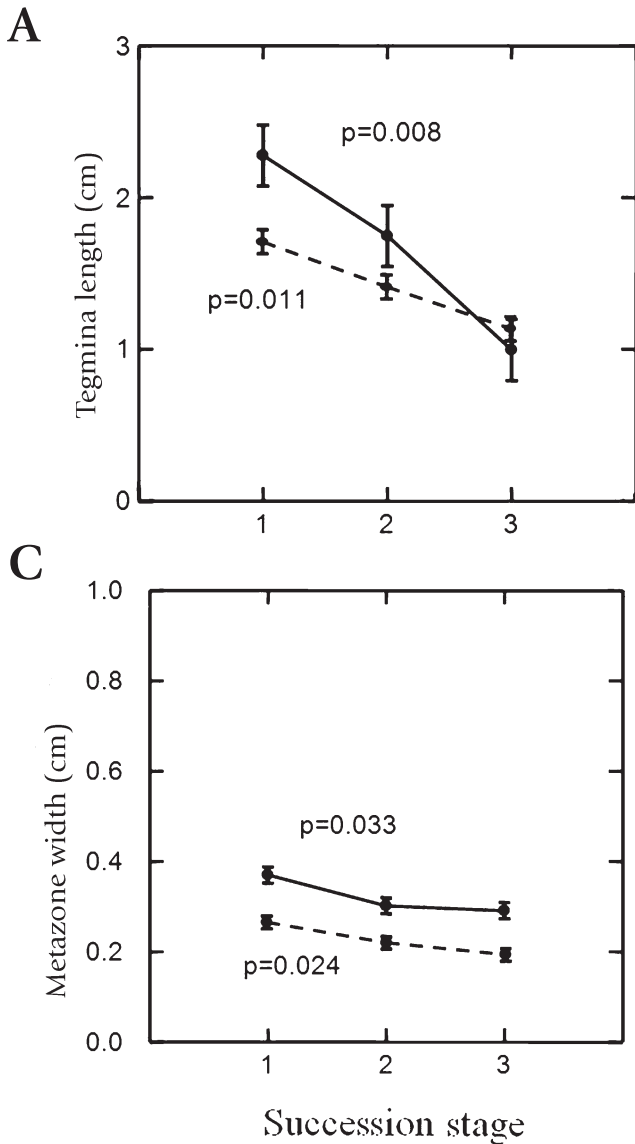 A
3
p=0.008
2
Tegmina length (cm)
p=0.011
1
0
1 2 3
C
1.0
0.8
0.6
Metazone width (cm)
p=0.033
0.4
0.2
p=0.024
0.0
1 2 3
Succession stage